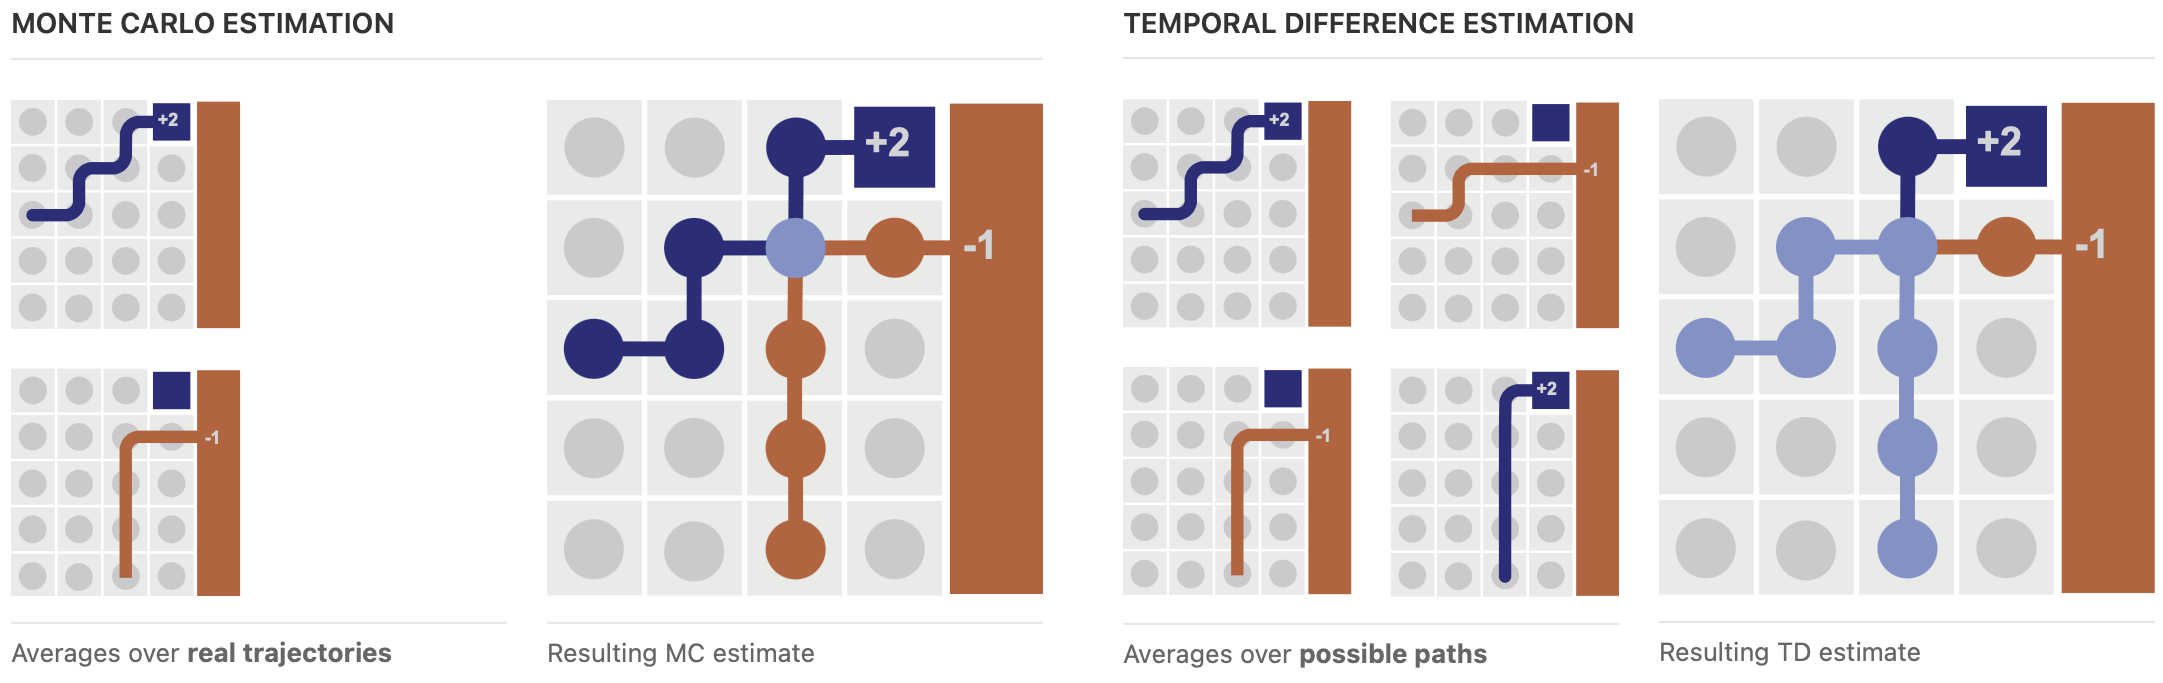 MONTE CARLO ESTIMATION
+2
-1
Averages over real trajectories
+2
-1
Resulting MC estimate
TEMPORAL DIFFERENCE ESTIMATION
+2
-1
-1
+2
Averages over possible paths
+2
-1
Resulting TD estimate